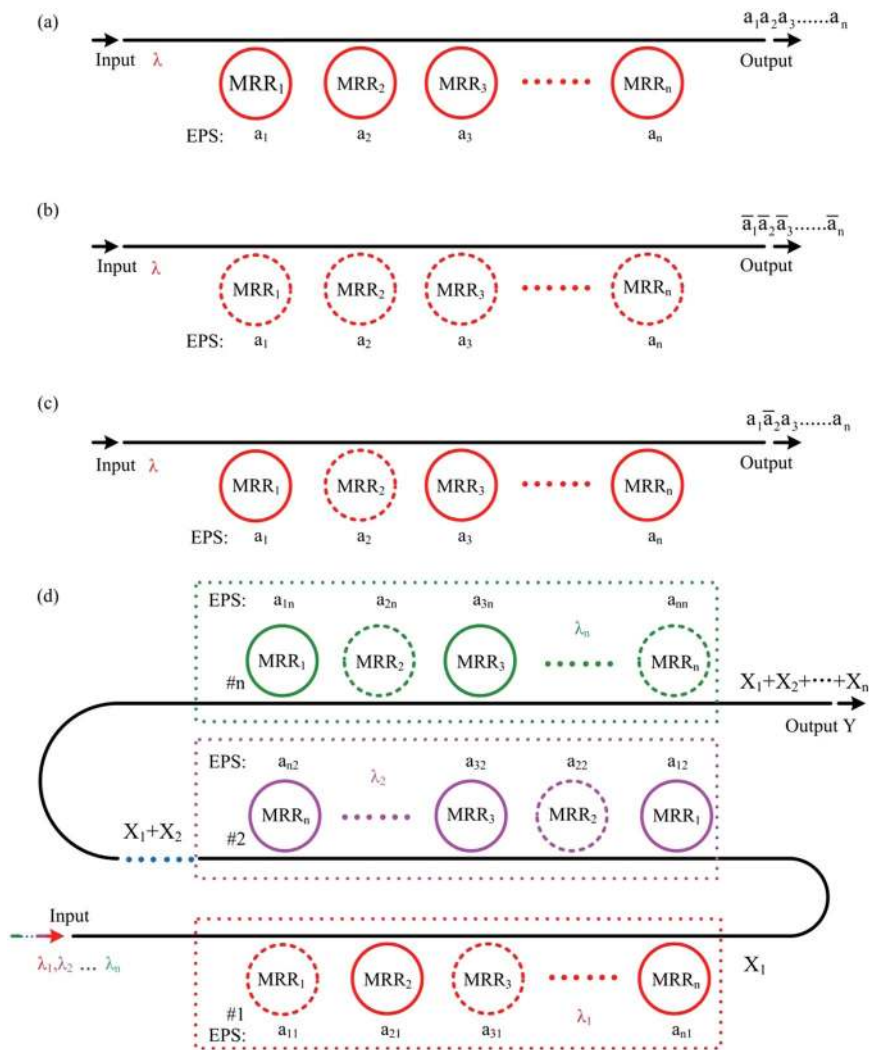 (a)
a₁a₂a₃......aₙ
Input λ Output
MRR₁ MRR₂ MRR₃ ...... MRRₙ
EPS: a₁ a₂ a₃ aₙ
(b)
a̅₁a̅₂a̅₃......a̅ₙ
Input λ Output
MRR₁ MRR₂ MRR₃ ...... MRRₙ
EPS: a₁ a₂ a₃ aₙ
(c)
a₁a̅₂a₃......aₙ
Input λ Output
MRR₁ MRR₂ MRR₃ ...... MRRₙ
EPS: a₁ a₂ a₃ aₙ
(d)
EPS: a₁ₙ a₂ₙ a₃ₙ aₙₙ
λₙ
MRR₁ MRR₂ MRR₃ ...... MRRₙ
#n
X₁+X₂+···+Xₙ
Output Y
EPS: aₙ₂ a₃₂ a₂₂ a₁₂
λ₂
MRRₙ ...... MRR₃ MRR₂ MRR₁
X₁+X₂ #2
Input
λ₁,λ₂ ... λₙ
X₁
MRR₁ MRR₂ MRR₃ ...... MRRₙ
#1 λ₁
EPS: a₁₁ a₂₁ a₃₁ aₙ₁